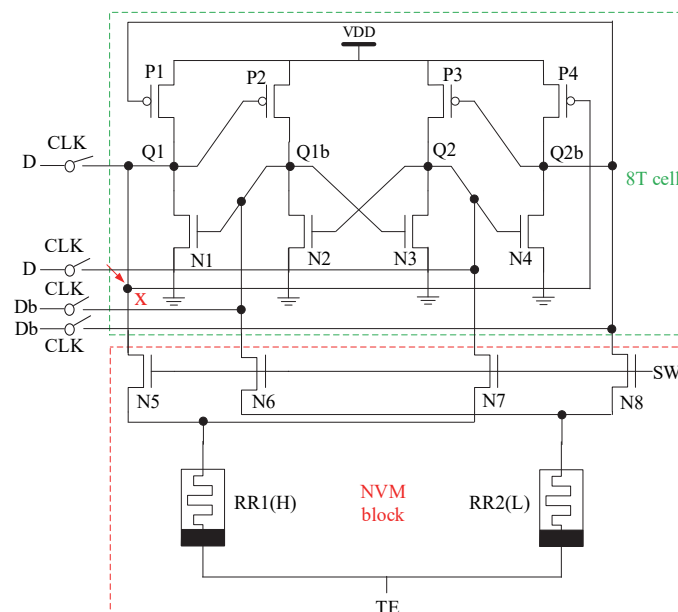 VDD
P1
P2
P3
P4
CLK
D
Q1
Q1b
Q2
Q2b
8T cell
CLK
D
N1
N2
N3
N4
X
CLK
Db
Db
CLK
SW
N5
N6
N7
N8
RR1(H)
NVM
block
RR2(L)
TE